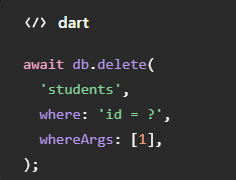 </> dart
await db.delete(
  'students',
  where: 'id = ?',
  whereArgs: [1],
);